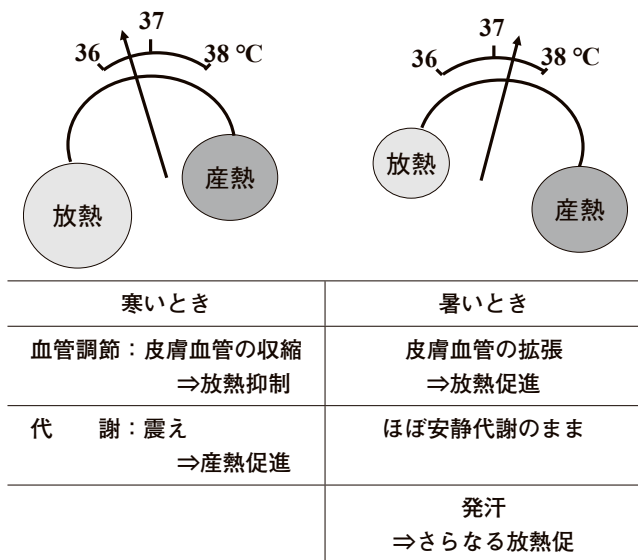 37
36
38 ℃
放熱
産熱
37
36
38 ℃
放熱
産熱
寒いとき
暑いとき
血管調節：皮膚血管の収縮
⇒放熱抑制
皮膚血管の拡張
⇒放熱促進
代　　謝：震え
⇒産熱促進
ほぼ安静代謝のまま
発汗
⇒さらなる放熱促